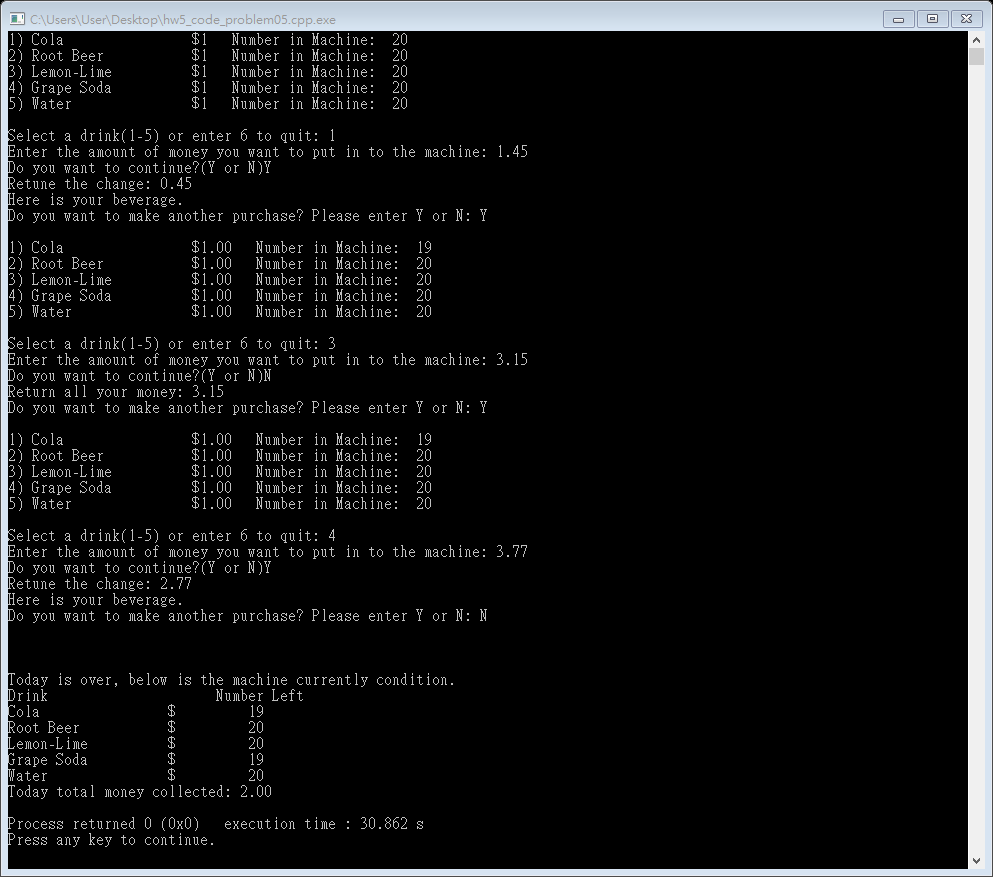 C:\Users\User\Desktop\hw5_code_problem05.cpp.exe
1) Cola $1 Number in Machine: 20
2) Root Beer $1 Number in Machine: 20
3) Lemon-Lime $1 Number in Machine: 20
4) Grape Soda $1 Number in Machine: 20
5) Water $1 Number in Machine: 20
Select a drink(1-5) or enter 6 to quit: 1
Enter the amount of money you want to put in to the machine: 1.45
Do you want to continue?(Y or N)Y
Retune the change: 0.45
Here is your beverage.
Do you want to make another purchase? Please enter Y or N: Y
1) Cola $1.00 Number in Machine: 19
2) Root Beer $1.00 Number in Machine: 20
3) Lemon-Lime $1.00 Number in Machine: 20
4) Grape Soda $1.00 Number in Machine: 20
5) Water $1.00 Number in Machine: 20
Select a drink(1-5) or enter 6 to quit: 3
Enter the amount of money you want to put in to the machine: 3.15
Do you want to continue?(Y or N)N
Return all your money: 3.15
Do you want to make another purchase? Please enter Y or N: Y
1) Cola $1.00 Number in Machine: 19
2) Root Beer $1.00 Number in Machine: 20
3) Lemon-Lime $1.00 Number in Machine: 20
4) Grape Soda $1.00 Number in Machine: 20
5) Water $1.00 Number in Machine: 20
Select a drink(1-5) or enter 6 to quit: 4
Enter the amount of money you want to put in to the machine: 3.77
Do you want to continue?(Y or N)Y
Retune the change: 2.77
Here is your beverage.
Do you want to make another purchase? Please enter Y or N: N
Today is over, below is the machine currently condition.
Drink Number Left
Cola $ 19
Root Beer $ 20
Lemon-Lime $ 20
Grape Soda $ 19
Water $ 20
Today total money collected: 2.00
Process returned 0 (0x0) execution time : 30.862 s
Press any key to continue.